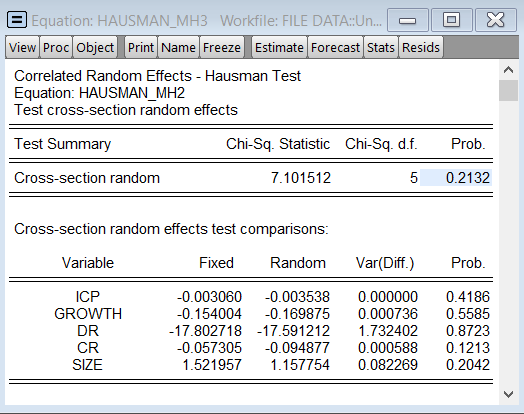 Equation: HAUSMAN_MH3 Workfile: FILE DATA::Un...
View Proc Object Print Name Freeze Estimate Forecast Stats Resids
Correlated Random Effects - Hausman Test
Equation: HAUSMAN_MH2
Test cross-section random effects
Test Summary Chi-Sq. Statistic Chi-Sq. d.f. Prob.
Cross-section random 7.101512 5 0.2132
Cross-section random effects test comparisons:
Variable Fixed Random Var(Diff.) Prob.
ICP -0.003060 -0.003538 0.000000 0.4186
GROWTH -0.154004 -0.169875 0.000736 0.5585
DR -17.802718 -17.591212 1.732402 0.8723
CR -0.057305 -0.094877 0.000588 0.1213
SIZE 1.521957 1.157754 0.082269 0.2042